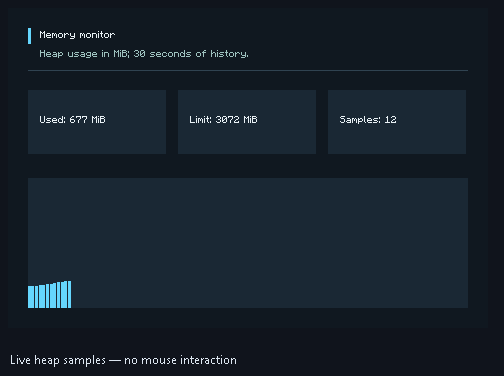 Memory monitor
Heap usage in MiB; 30 seconds of history.
Used: 677 MiB
Limit: 3072 MiB
Samples: 12
Live heap samples — no mouse interaction